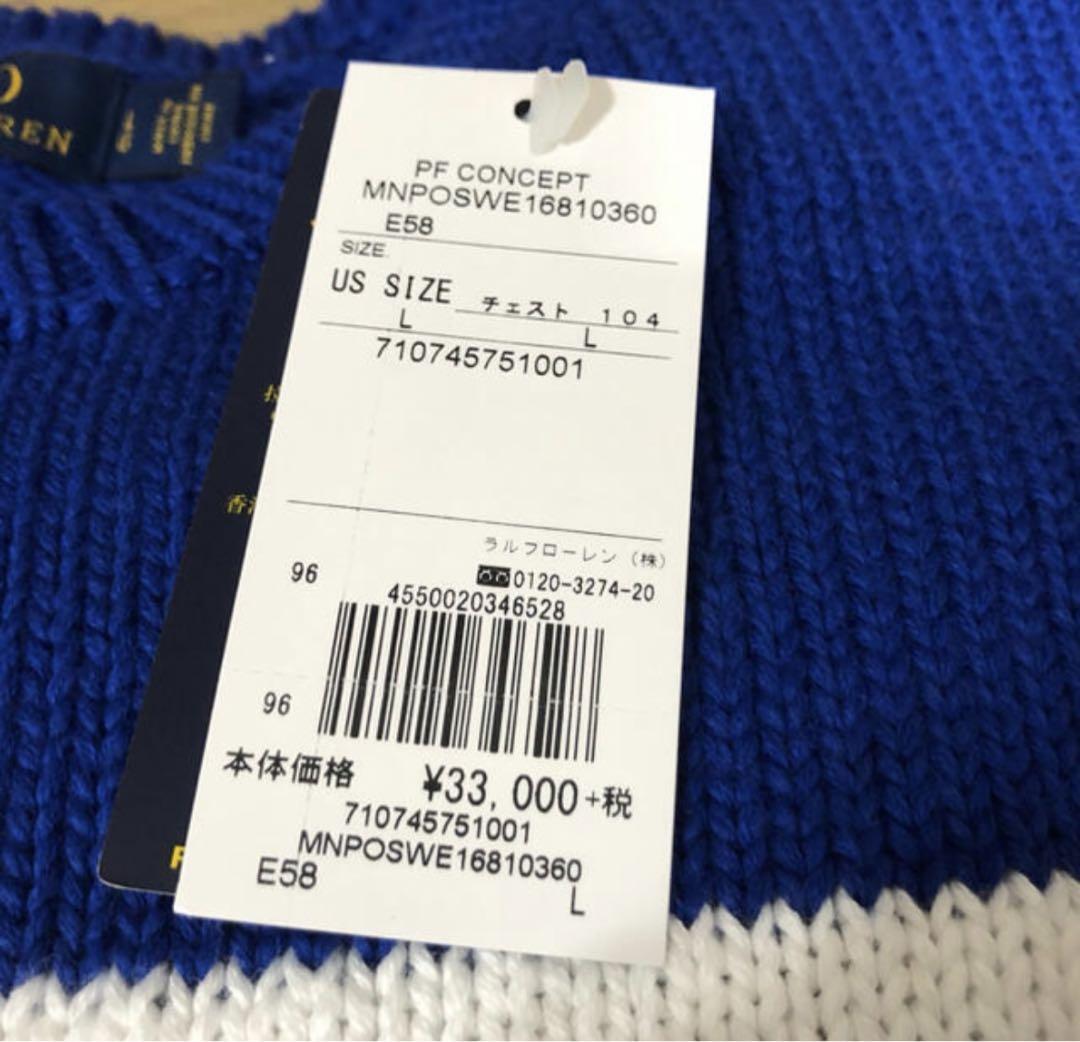 REN
PF CONCEPT
MNPOSWE16810360
E58
SIZE
US SIZE チェスト 104
L L
710745751001
香
ラルフローレン(株)
0120-3274-20
96
4550020346528
96
本体価格 ¥33,000+税
710745751001
MNPOSWE16810360
E58
L